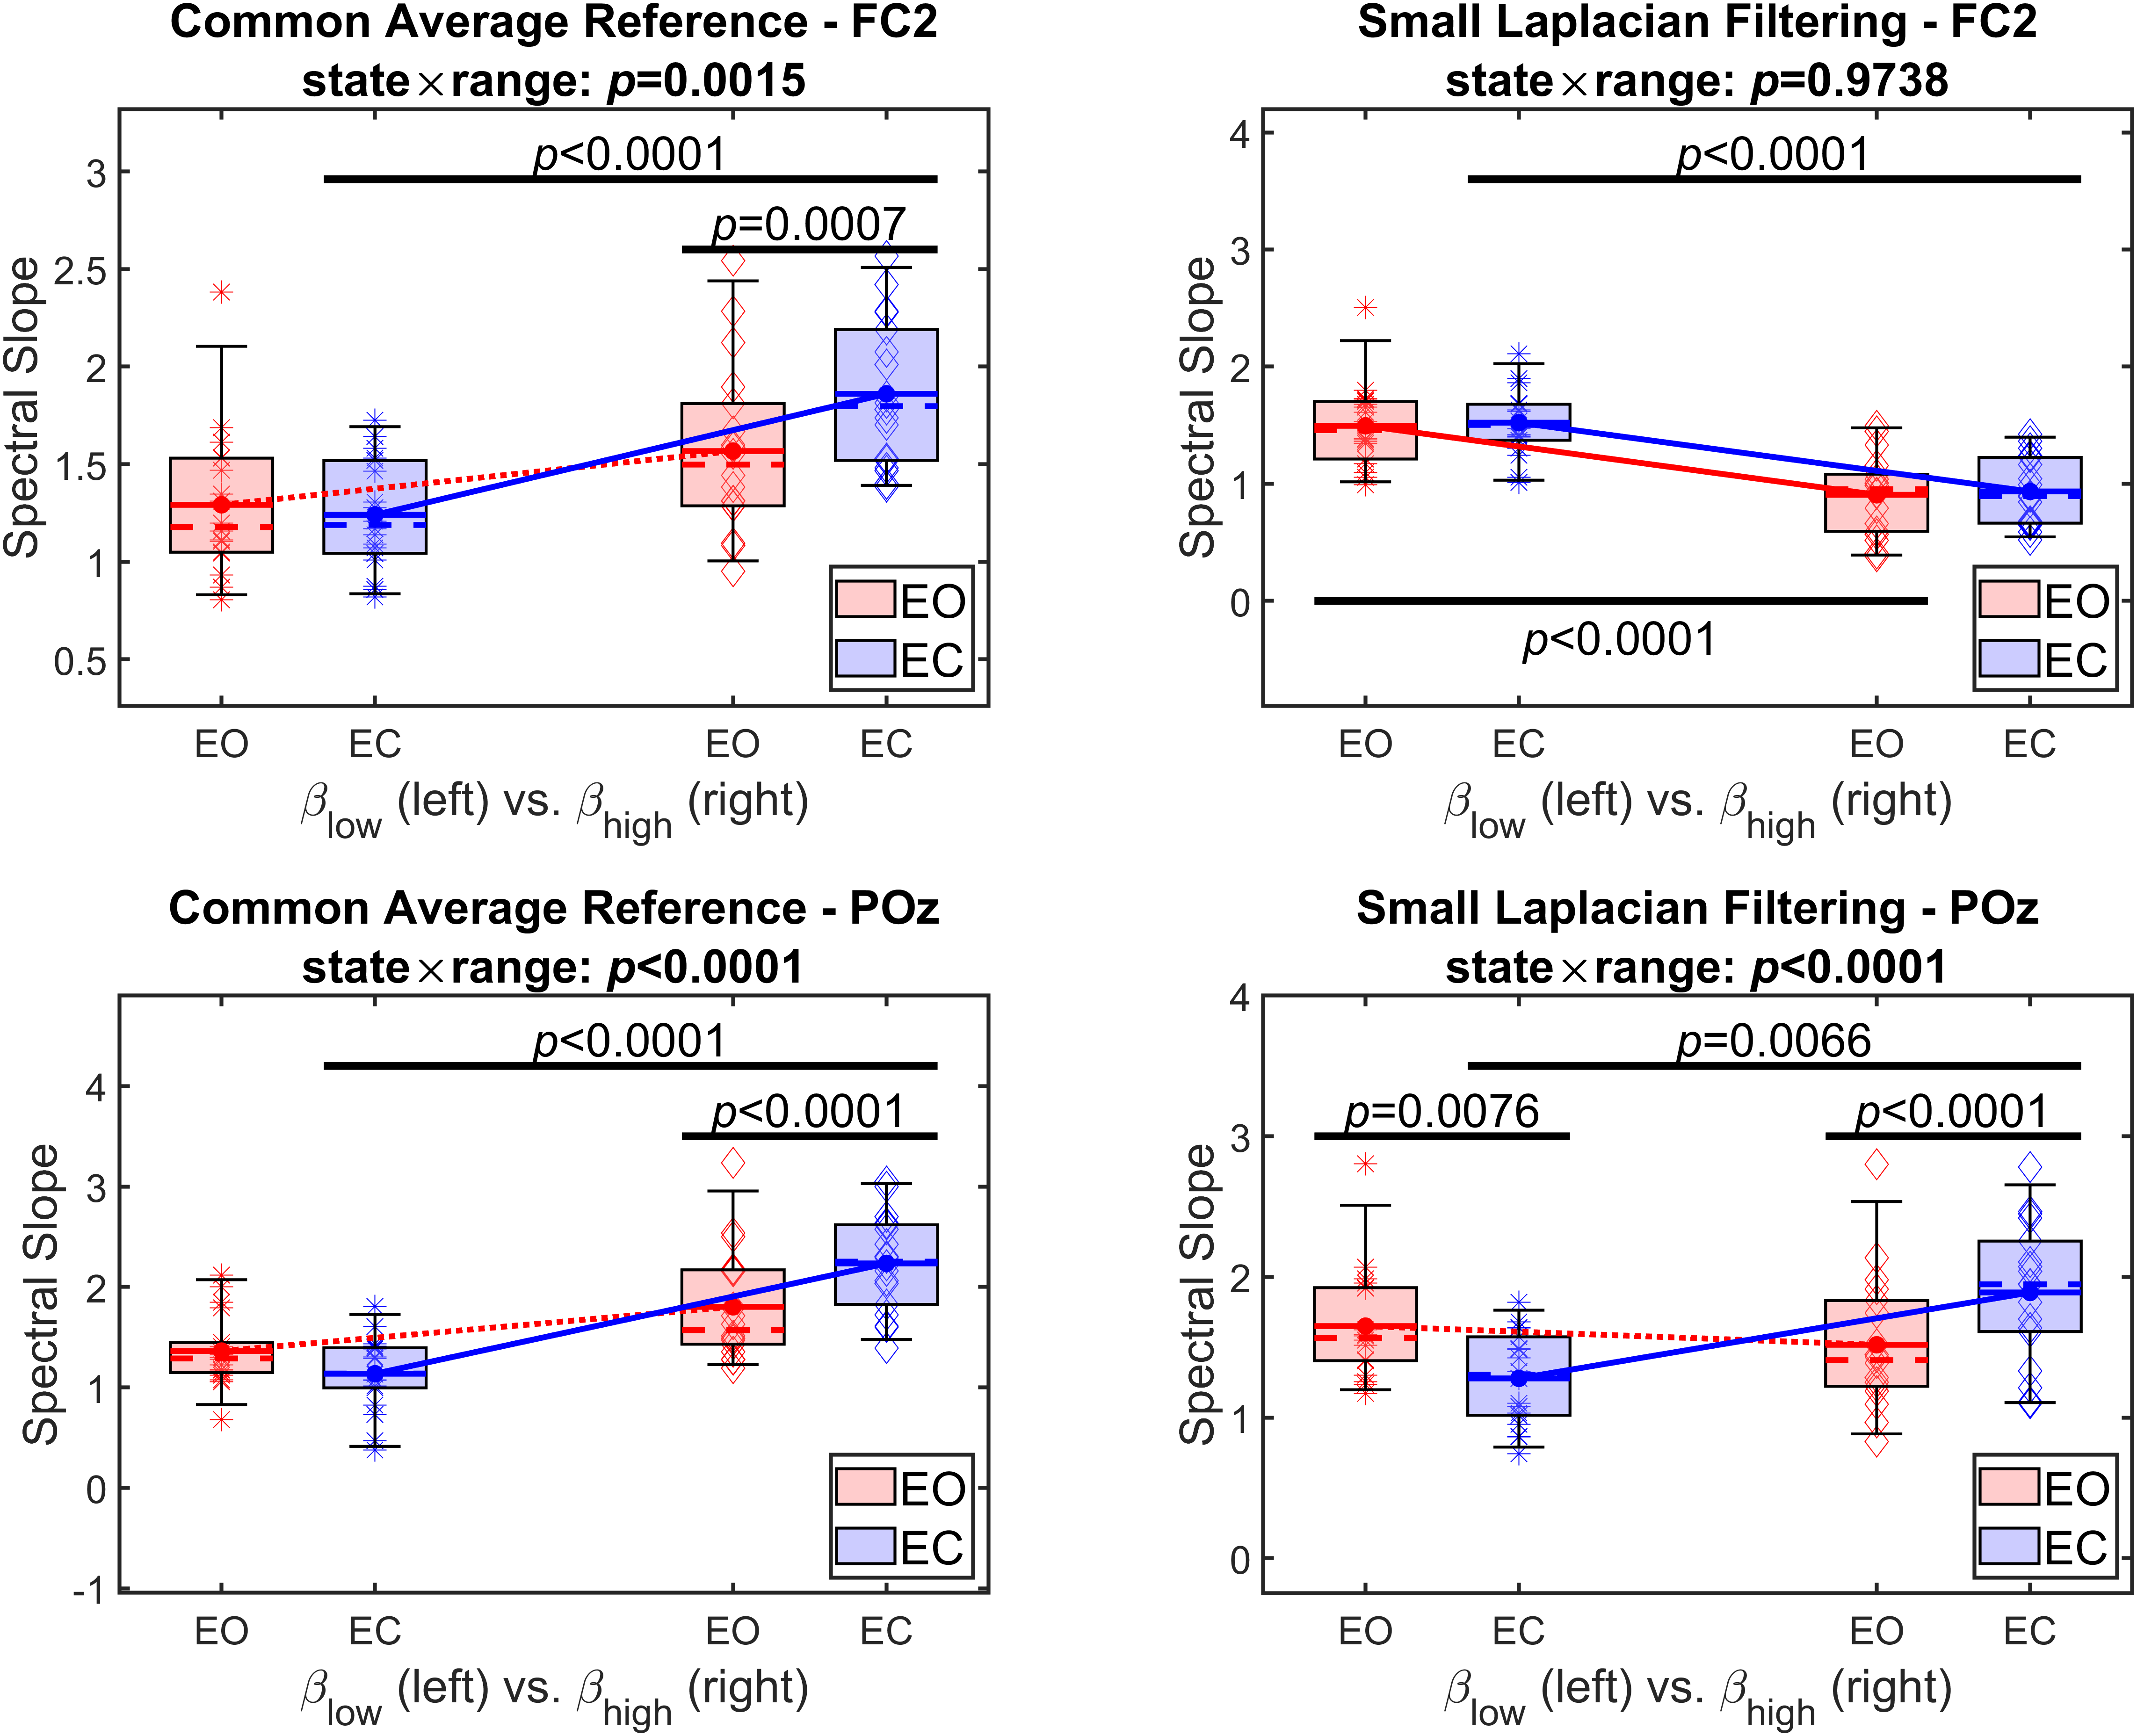 Common Average Reference - FC2
state×range: p=0.0015
p<0.0001
p=0.0007
3
2.5
2
1.5
1
0.5
Spectral Slope
EO
EC
EO EC EO EC
βlow (left) vs. βhigh (right)
Small Laplacian Filtering - FC2
state×range: p=0.9738
p<0.0001
4
3
2
1
0
Spectral Slope
p<0.0001
EO
EC
EO EC EO EC
βlow (left) vs. βhigh (right)
Common Average Reference - POz
state×range: p<0.0001
p<0.0001
p<0.0001
4
3
2
1
0
-1
Spectral Slope
EO
EC
EO EC EO EC
βlow (left) vs. βhigh (right)
Small Laplacian Filtering - POz
state×range: p<0.0001
p=0.0066
p=0.0076 p<0.0001
4
3
2
1
0
Spectral Slope
EO
EC
EO EC EO EC
βlow (left) vs. βhigh (right)